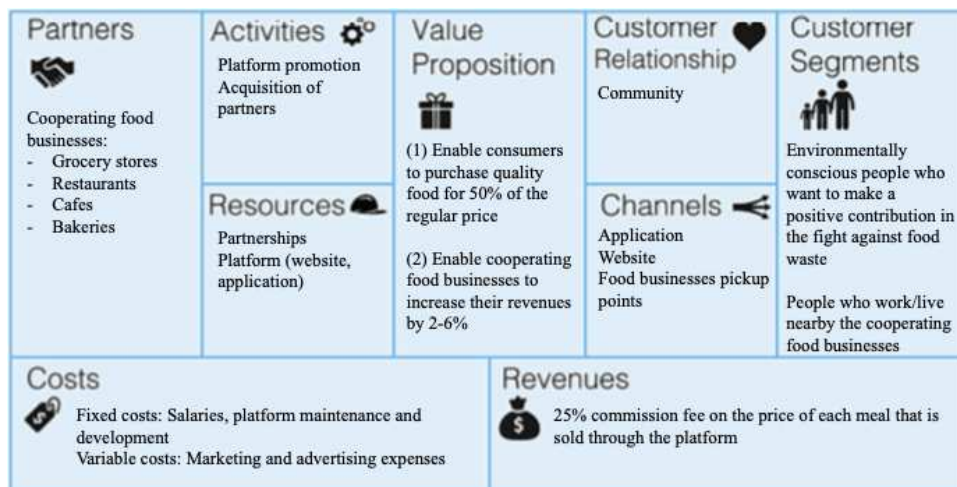 Partners
Cooperating food
businesses:
- Grocery stores
- Restaurants
- Cafes
- Bakeries
Activities
Platform promotion
Acquisition of
partners
Resources
Partnerships
Platform (website,
application)
Value
Proposition
(1) Enable consumers
to purchase quality
food for 50% of the
regular price
(2) Enable cooperating
food businesses to
increase their revenues
by 2-6%
Customer
Relationship
Community
Channels
Application
Website
Food businesses pickup
points
Customer
Segments
Environmentally
conscious people who
want to make a
positive contribution in
the fight against food
waste
People who work/live
nearby the cooperating
food businesses
Costs
$
Fixed costs: Salaries, platform maintenance and
development
Variable costs: Marketing and advertising expenses
Revenues
$
25% commission fee on the price of each meal that is
sold through the platform